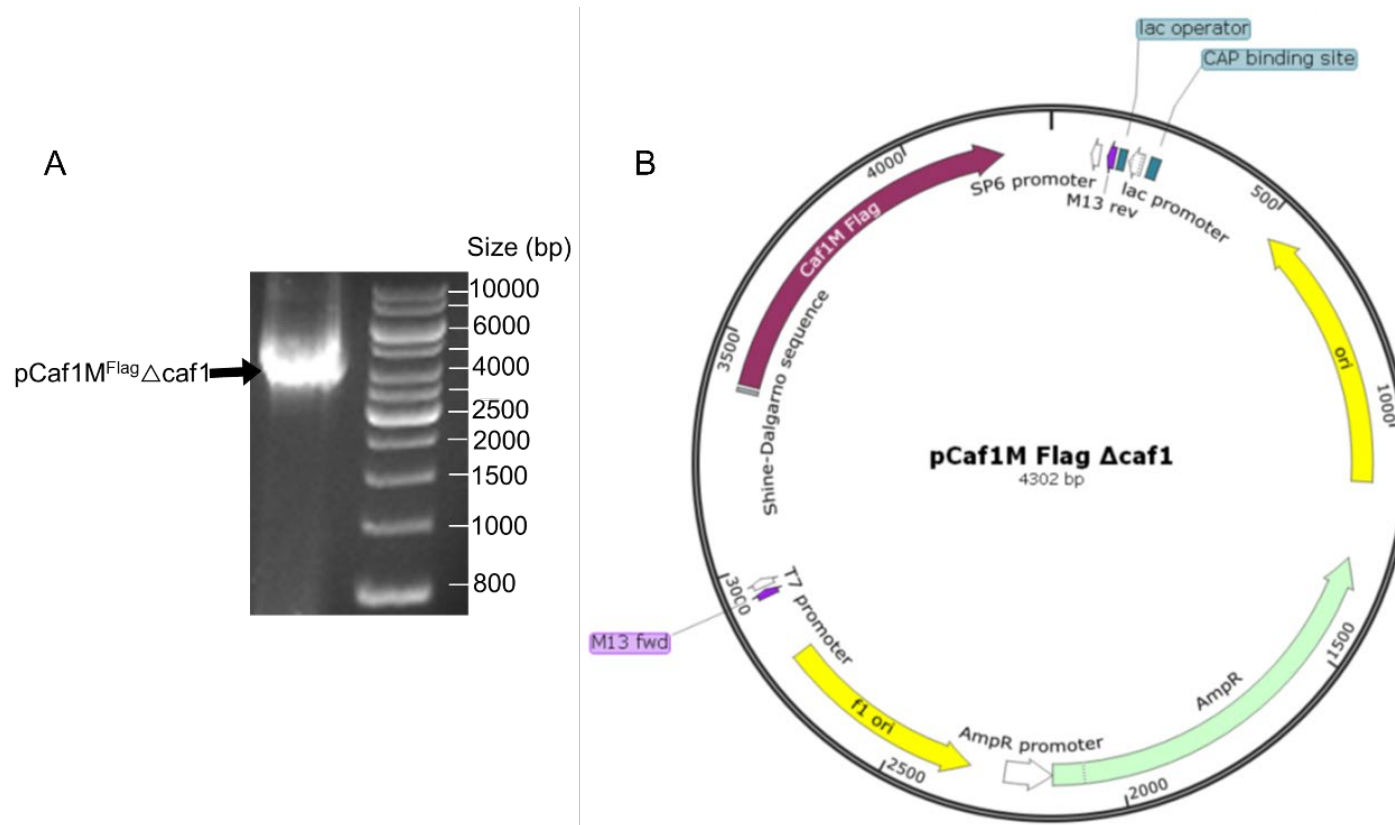 A
Size (bp)
10000
6000
4000
2500
2000
1500
1000
800
pCaf1M^Flag△caf1
B
lac operator
CAP binding site
SP6 promoter
M13 rev
lac promoter
500
ori
1000
1500
AmpR
2000
AmpR promoter
2500
f1 ori
T7 promoter
3000
M13 fwd
Shine-Dalgarno sequence
3500
Caf1M Flag
4000
pCaf1M Flag Δcaf1
4302 bp